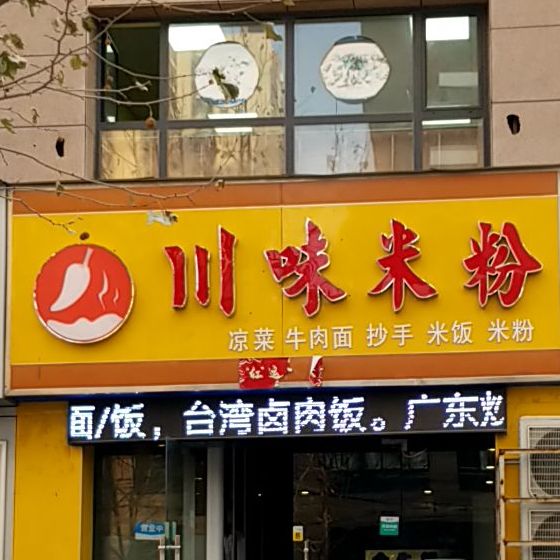 川味米粉
凉菜 牛肉面 抄手 米饭 米粉
面/饭，台湾卤肉饭。广东
营业中